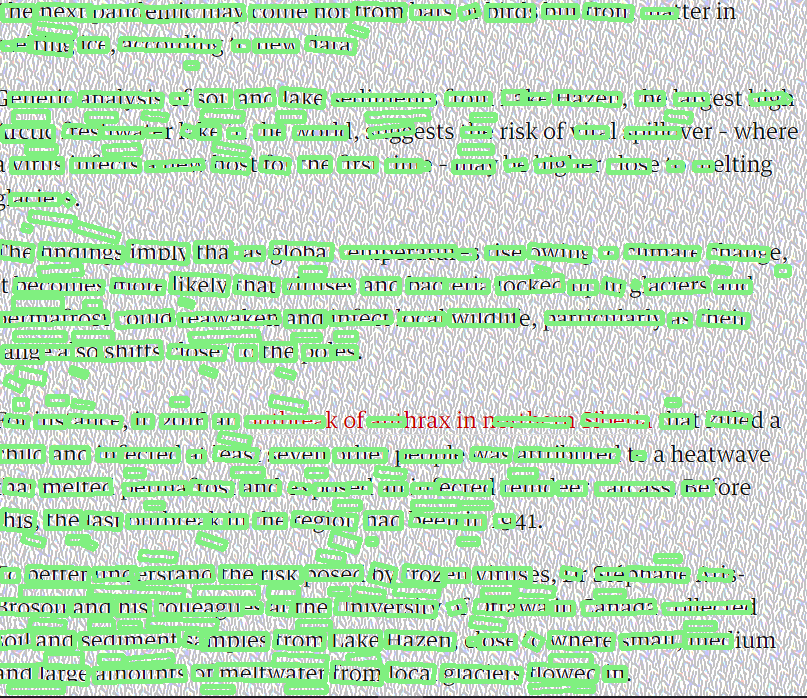 The next pandemic may come not from bats or birds but from matter in
melting ice, according to new data.
Genetic analysis of soil and lake sediments from Lake Hazen, the largest high
Arctic freshwater lake in the world, suggests the risk of viral spillover - where
a virus infects a new host for the first time - may be higher close to melting
glaciers.
The findings imply that as global temperatures rise owing to climate change,
it becomes more likely that viruses and bacteria locked up in glaciers and
permafrost could reawaken and infect local wildlife, particularly as their
range also shifts closer to the poles.
For instance, in 2016 an outbreak of anthrax in northern Siberia that killed a
child and infected at least seven other people was attributed to a heatwave
that melted permafrost and exposed an infected reindeer carcass. Before
this, the last outbreak in the region had been in 1941.
To better understand the risk posed by frozen viruses, Dr Stéphane Aris-
Brosou and his colleagues at the University of Ottawa in Canada collected
soil and sediment samples from Lake Hazen, close to where small, medium
and large amounts of meltwater from local glaciers flowed in.